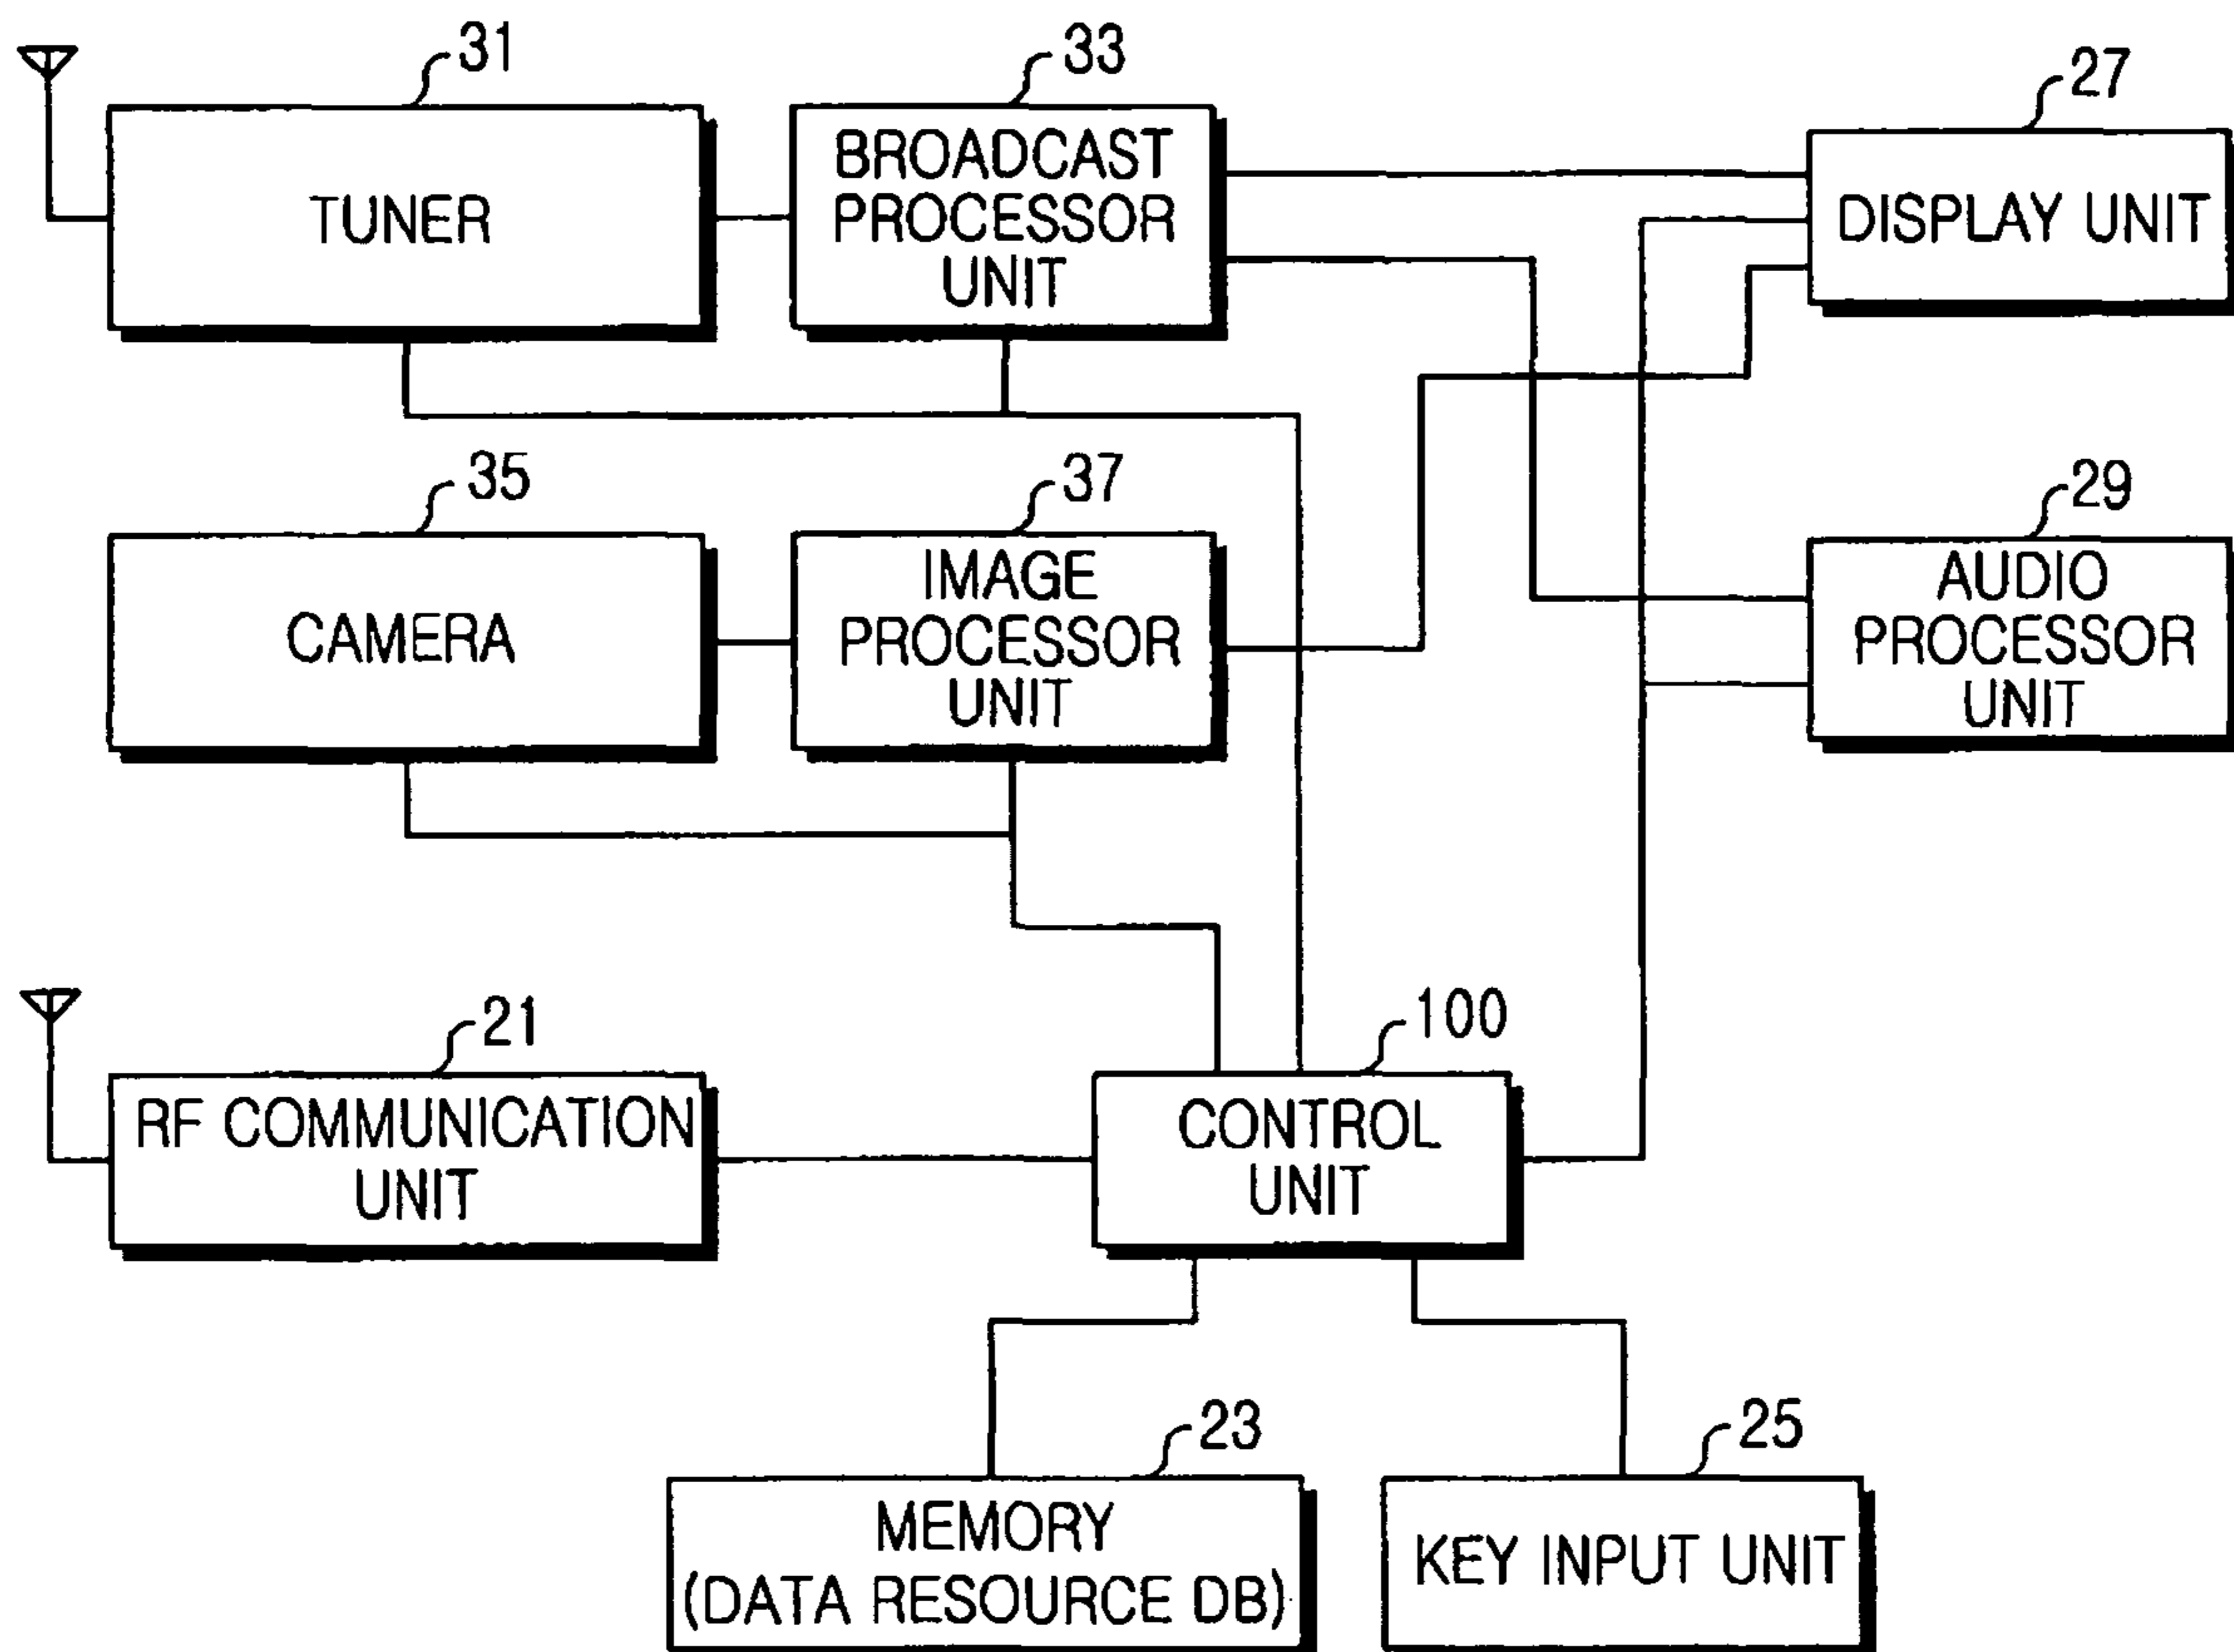 31
33
27
TUNER
BROADCAST
PROCESSOR
UNIT
DISPLAY UNIT
35
37
29
CAMERA
IMAGE
PROCESSOR
UNIT
AUDIO
PROCESSOR
UNIT
21
100
RF COMMUNICATION
UNIT
CONTROL
UNIT
23
25
MEMORY
(DATA RESOURCE DB)
KEY INPUT UNIT